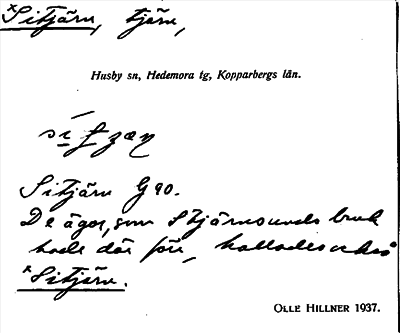 ×Sitjärn, tjärn,
Husby sn, Hedemora tg, Kopparbergs län.
Sitjärn G 90.
De ägor, som Stjärnsunds bruk
hade där förr, kallades också
×Sitjärn.
OLLE HILLNER 1937.